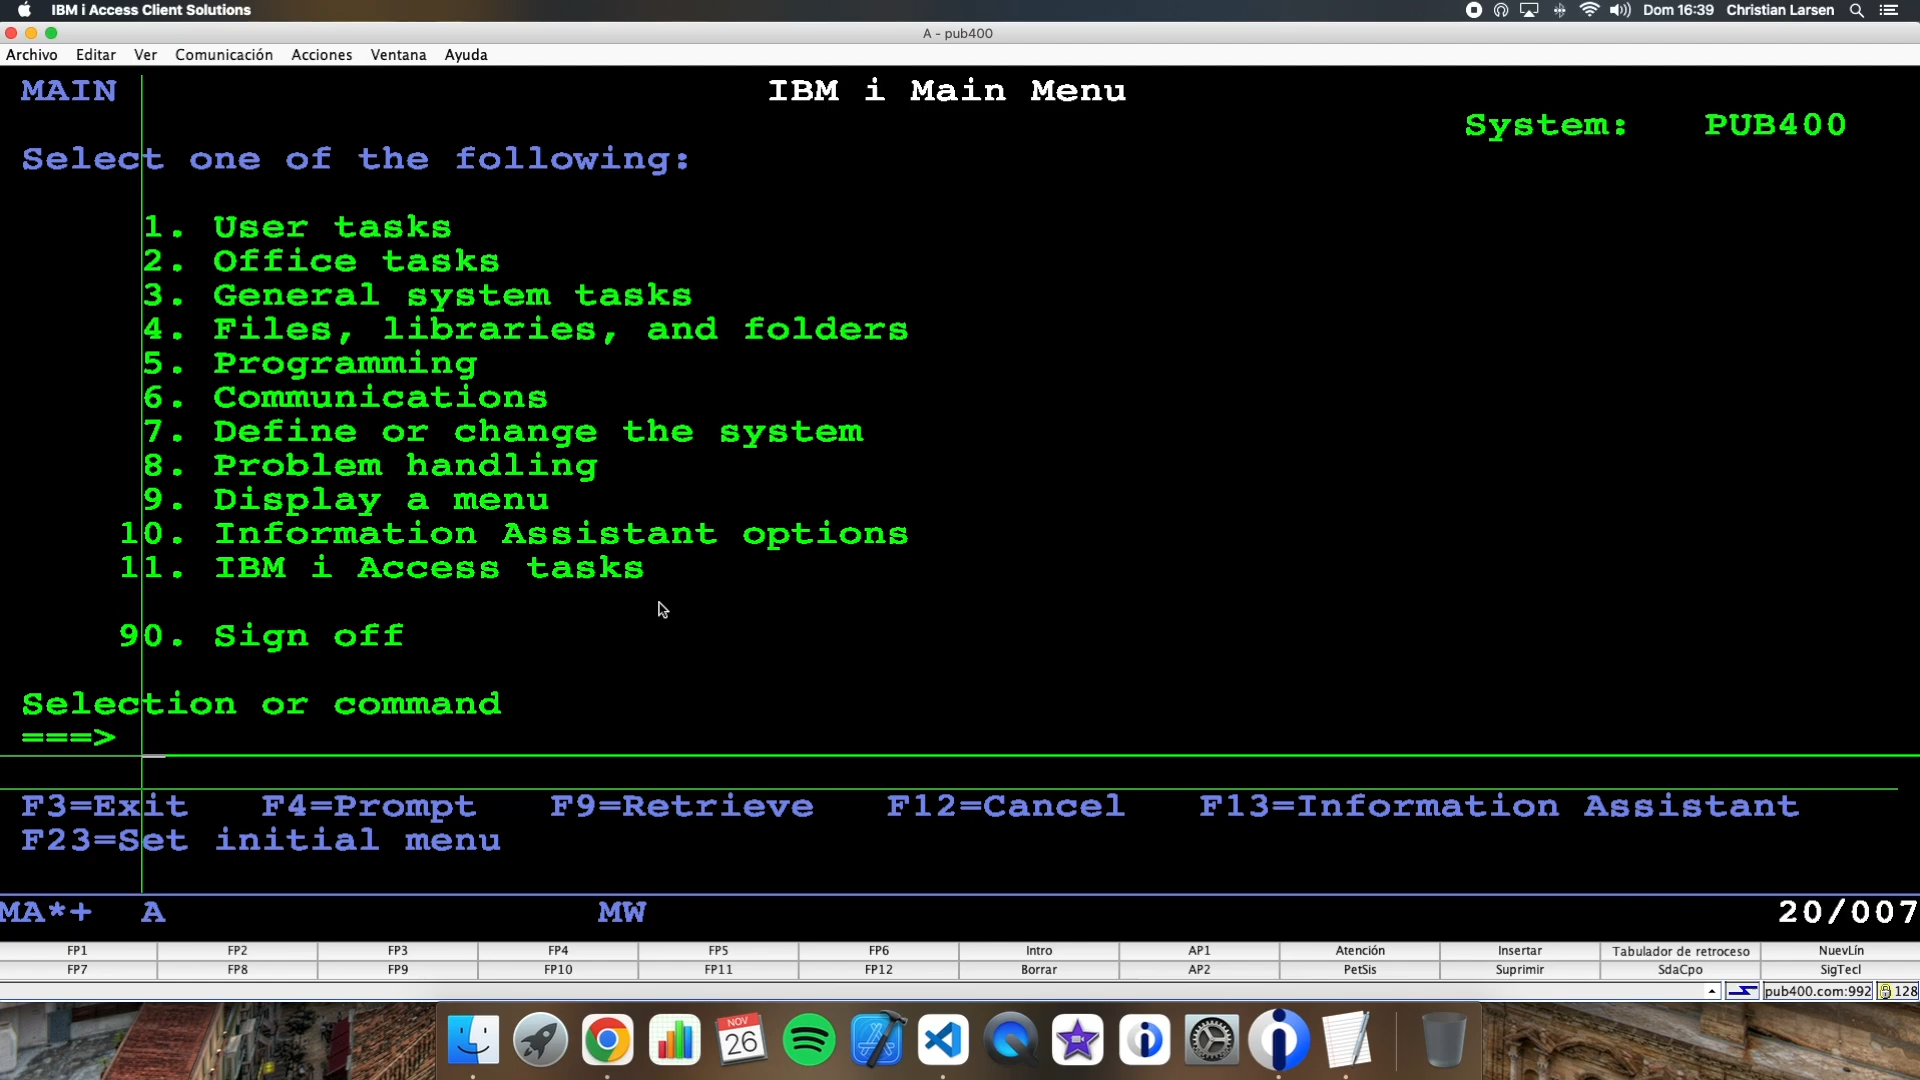 IBM i Access Client Solutions Dom 16:39 Christian Larsen
A - pub400
Archivo Editar Ver Comunicación Acciones Ventana Ayuda
MAIN IBM i Main Menu
System: PUB400
Select one of the following:
1. User tasks
2. Office tasks
3. General system tasks
4. Files, libraries, and folders
5. Programming
6. Communications
7. Define or change the system
8. Problem handling
9. Display a menu
10. Information Assistant options
11. IBM i Access tasks
90. Sign off
Selection or command
===>
F3=Exit F4=Prompt F9=Retrieve F12=Cancel F13=Information Assistant
F23=Set initial menu
MA*+ A MW 20/007
FP1 FP2 FP3 FP4 FP5 FP6 Intro AP1 Atención Insertar Tabulador de retroceso NuevLín
FP7 FP8 FP9 FP10 FP11 FP12 Borrar AP2 PetSis Suprimir SdaCpo SigTecl
pub400.com:992 128
NOV
26